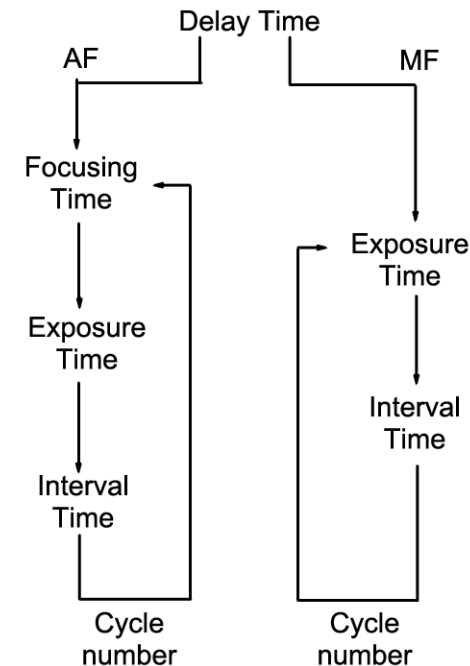 Delay Time
AF
MF
Focusing
Time
Exposure
Time
Interval
Time
Cycle
number
Exposure
Time
Interval
Time
Cycle
number